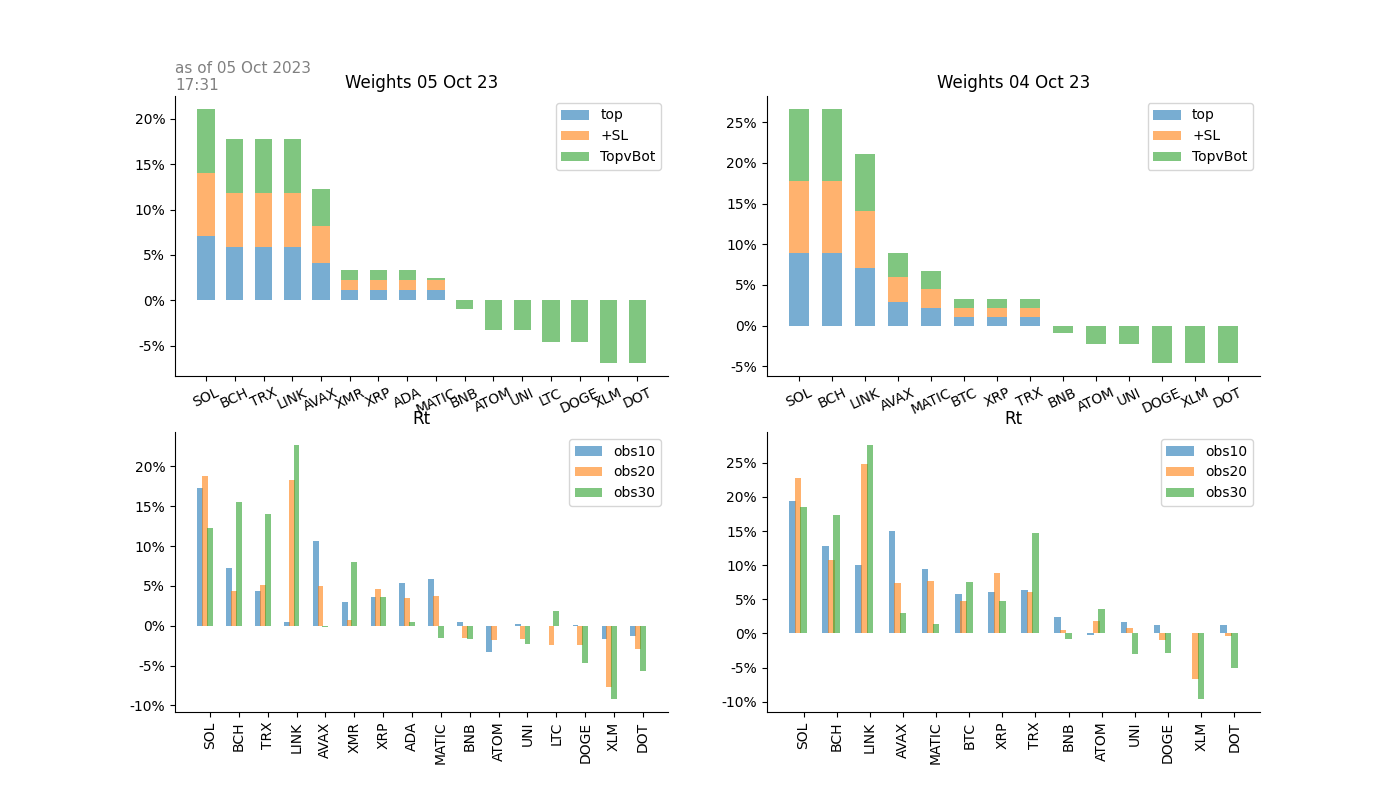 as of 05 Oct 2023
17:31
Weights 05 Oct 23
20%
15%
10%
5%
0%
-5%
top
+SL
TopvBot
SOL BCH TRX LINK AVAX XMR XRP ADA MATIC BNB ATOM UNI LTC DOGE XLM DOT
Weights 04 Oct 23
25%
20%
15%
10%
5%
0%
-5%
top
+SL
TopvBot
SOL BCH LINK AVAX MATIC BTC XRP TRX BNB ATOM UNI DOGE XLM DOT
Rt
20%
15%
10%
5%
0%
-5%
-10%
obs10
obs20
obs30
SOL BCH TRX LINK AVAX XMR XRP ADA MATIC BNB ATOM UNI LTC DOGE XLM DOT
Rt
25%
20%
15%
10%
5%
0%
-5%
-10%
obs10
obs20
obs30
SOL BCH LINK AVAX MATIC BTC XRP TRX BNB ATOM UNI DOGE XLM DOT